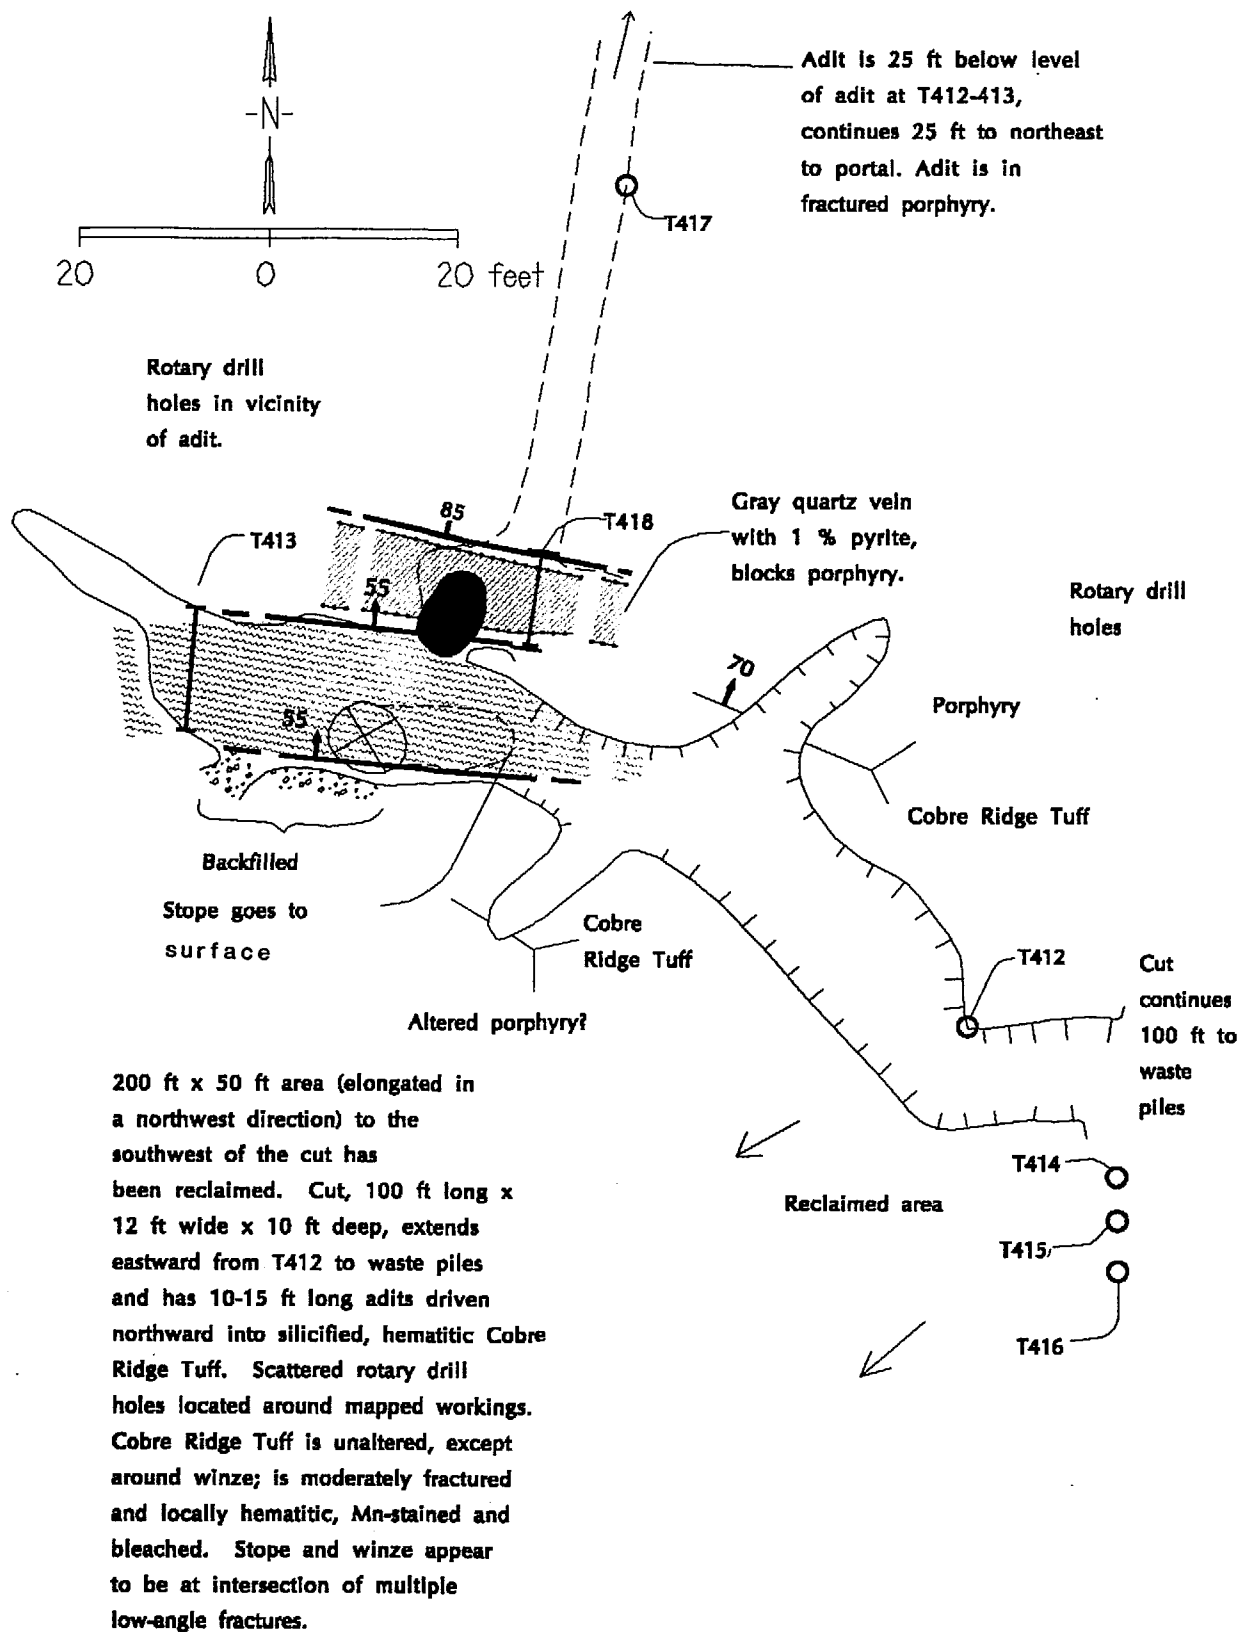 Adit is 25 ft below level
of adit at T412-413,
continues 25 ft to northeast
to portal. Adit is in
fractured porphyry.
-N-
T417
20 0 20 feet
Rotary drill
holes in vicinity
of adit.
85
T418
Gray quartz vein
with 1 % pyrite,
blocks porphyry.
T413
55
Rotary drill
holes
70
Porphyry
55
Cobre Ridge Tuff
Backfilled
Stope goes to
surface
Cobre
Ridge Tuff
T412
Cut
continues
100 ft to
waste
piles
Altered porphyry?
200 ft x 50 ft area (elongated in
a northwest direction) to the
southwest of the cut has
been reclaimed. Cut, 100 ft long x
12 ft wide x 10 ft deep, extends
eastward from T412 to waste piles
and has 10-15 ft long adits driven
northward into silicified, hematitic Cobre
Ridge Tuff. Scattered rotary drill
holes located around mapped workings.
Cobre Ridge Tuff is unaltered, except
around winze; is moderately fractured
and locally hematitic, Mn-stained and
bleached. Stope and winze appear
to be at intersection of multiple
low-angle fractures.
T414
Reclaimed area
T415
T416